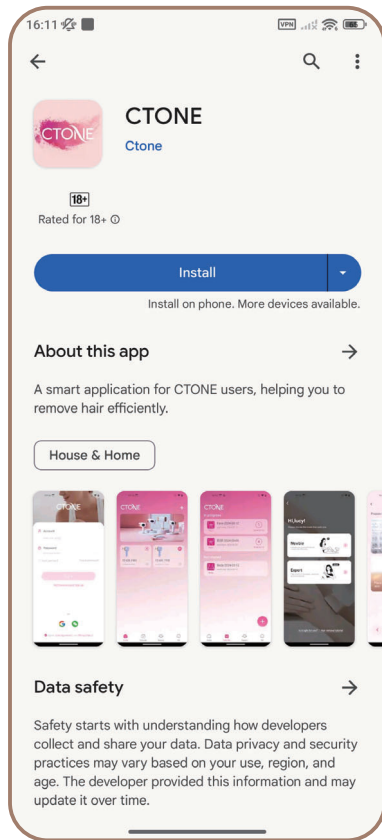 16:11
VPN
CTONE
CTONE
Ctone
18+
Rated for 18+
Install
Install on phone. More devices available.
About this app
A smart application for CTONE users, helping you to
remove hair efficiently.
House & Home
CTONE
CTONE
CTONE
Novice
Expert
Data safety
Safety starts with understanding how developers
collect and share your data. Data privacy and security
practices may vary based on your use, region, and
age. The developer provided this information and may
update it over time.